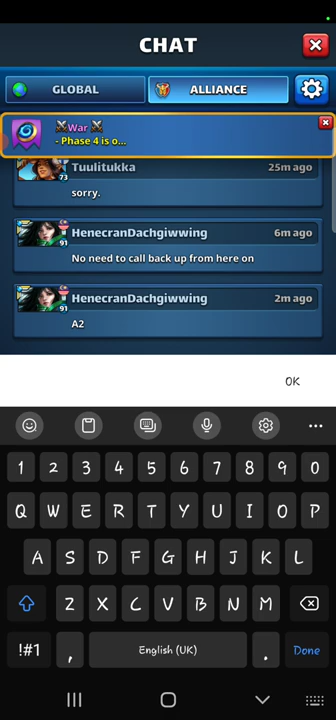 CHAT
GLOBAL
ALLIANCE
War
- Phase 4 is o...
Tuulitukka
25m ago
73
sorry.
HenecranDachgiwwing
6m ago
91
No need to call back up from here on
HenecranDachgiwwing
2m ago
91
A2
OK
1 2 3 4 5 6 7 8 9 0
Q W E R T Y U I O P
A S D F G H J K L
Z X C V B N M
!#1 , English (UK) . Done